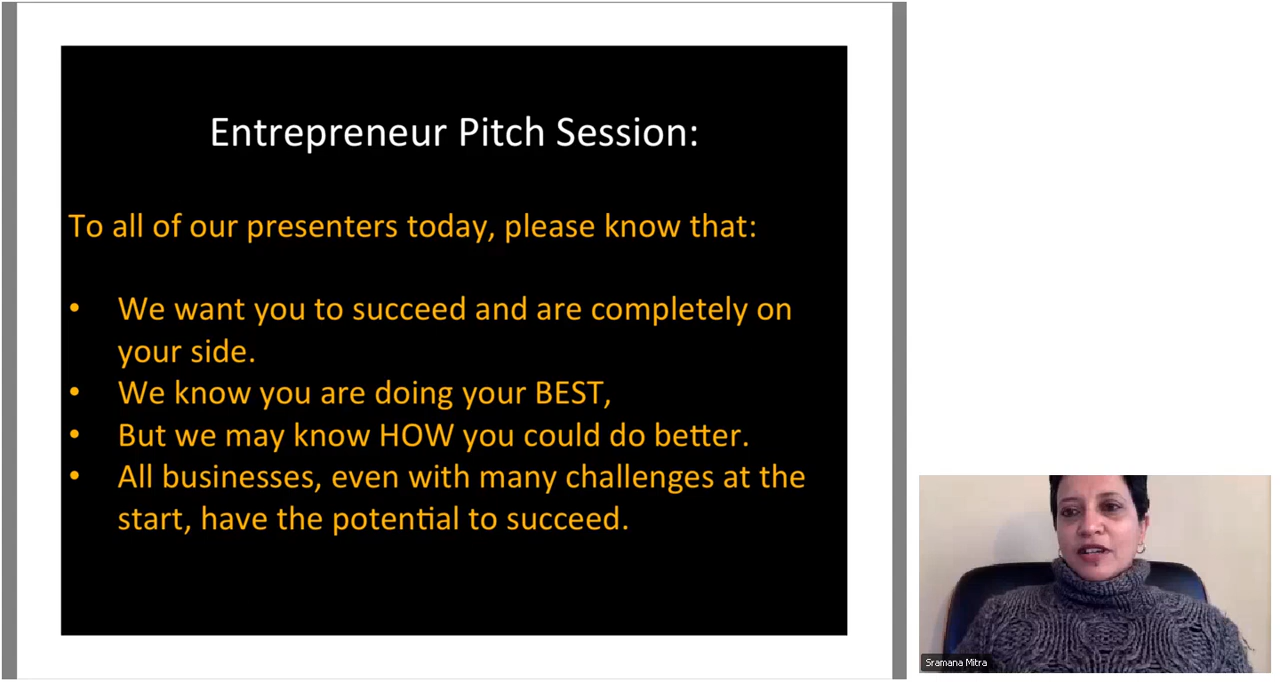 Entrepreneur Pitch Session:
To all of our presenters today, please know that:
• We want you to succeed and are completely on
your side.
• We know you are doing your BEST,
• But we may know HOW you could do better.
• All businesses, even with many challenges at the
start, have the potential to succeed.
Sramana Mitra